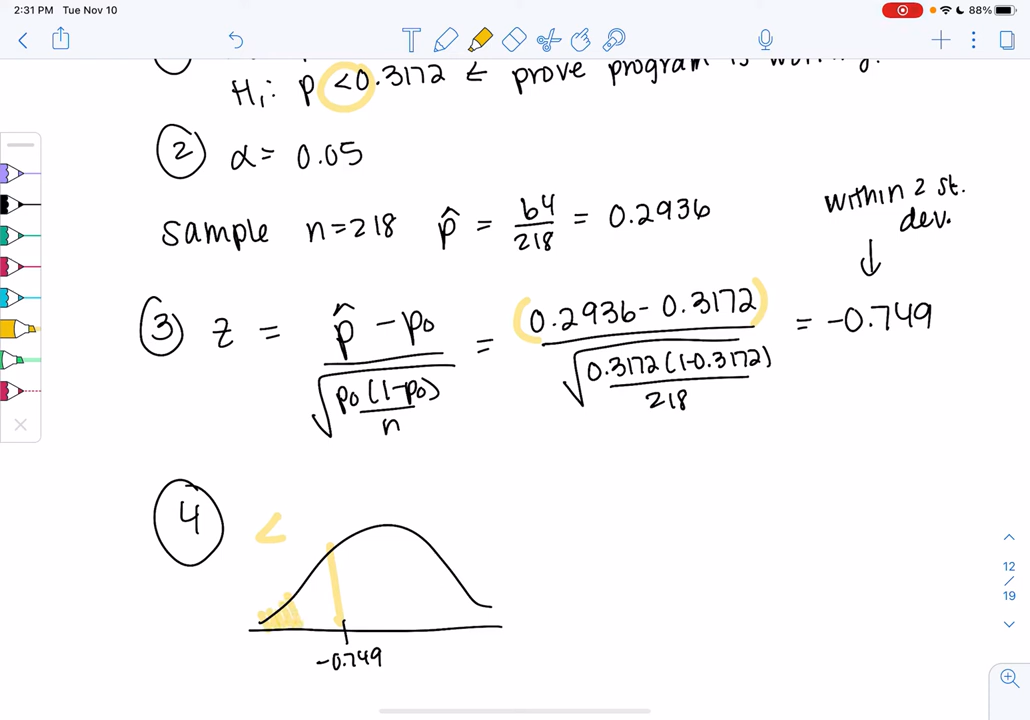 2:31 PM Tue Nov 10
88%
H₁: p <0.3172 ← prove program is working.
② α = 0.05
within 2 st.
dev.
↓
sample n=218 p̂ = 64/218 = 0.2936
③ z = p̂ - p₀ / √(p₀(1-p₀)/n) = (0.2936 - 0.3172) / √(0.3172(1-0.3172)/218) = -0.749
④ <
-0.749
12
/
19